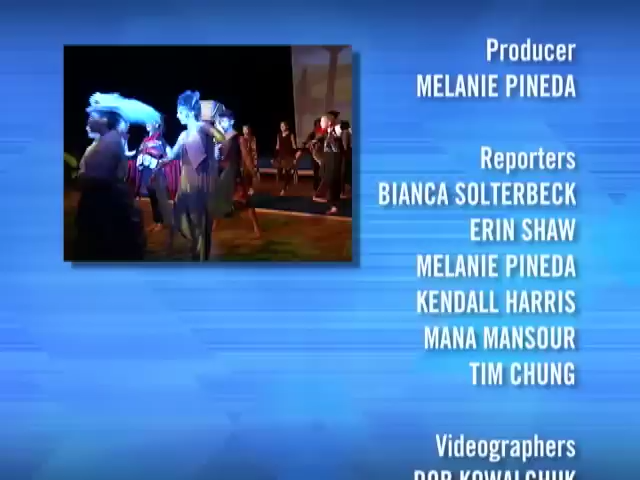 Producer
MELANIE PINEDA
Reporters
BIANCA SOLTERBECK
ERIN SHAW
MELANIE PINEDA
KENDALL HARRIS
MANA MANSOUR
TIM CHUNG
Videographers